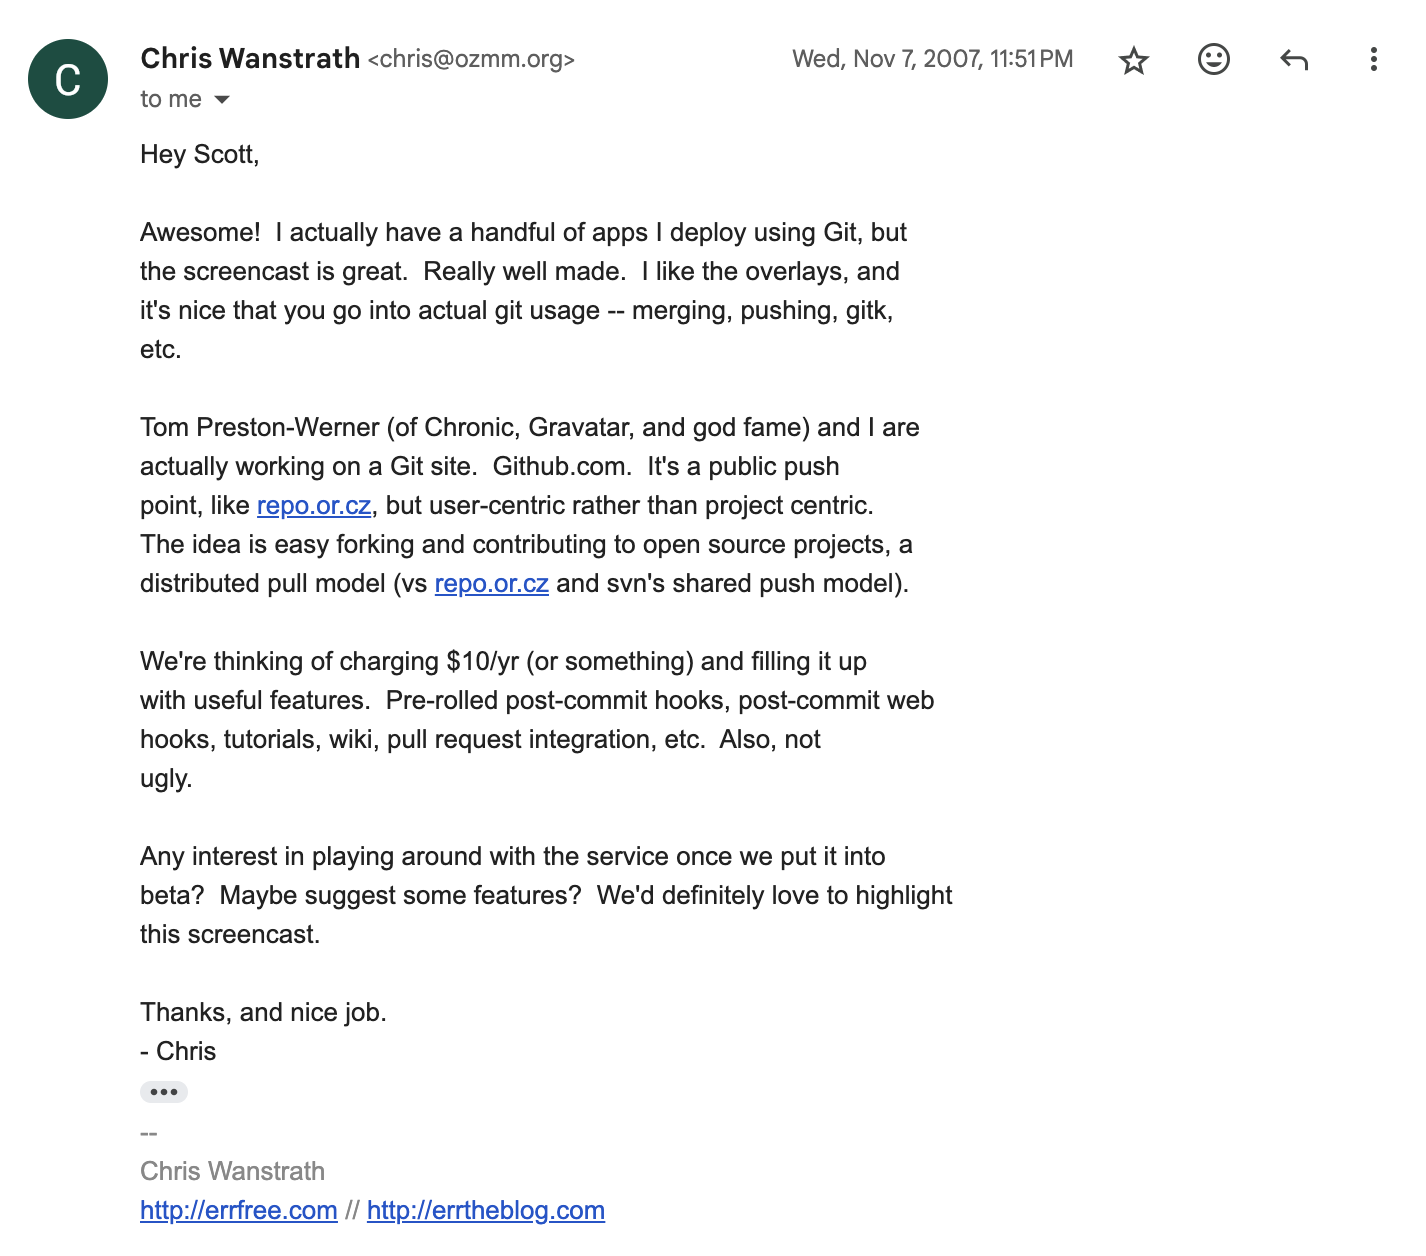 C
Chris Wanstrath <chris@ozmm.org>
Wed, Nov 7, 2007, 11:51 PM
to me
Hey Scott,
Awesome!  I actually have a handful of apps I deploy using Git, but
the screencast is great.  Really well made.  I like the overlays, and
it's nice that you go into actual git usage -- merging, pushing, gitk,
etc.
Tom Preston-Werner (of Chronic, Gravatar, and god fame) and I are
actually working on a Git site.  Github.com.  It's a public push
point, like repo.or.cz, but user-centric rather than project centric.
The idea is easy forking and contributing to open source projects, a
distributed pull model (vs repo.or.cz and svn's shared push model).
We're thinking of charging $10/yr (or something) and filling it up
with useful features.  Pre-rolled post-commit hooks, post-commit web
hooks, tutorials, wiki, pull request integration, etc.  Also, not
ugly.
Any interest in playing around with the service once we put it into
beta?  Maybe suggest some features?  We'd definitely love to highlight
this screencast.
Thanks, and nice job.
- Chris
--
Chris Wanstrath
http://errfree.com // http://errtheblog.com